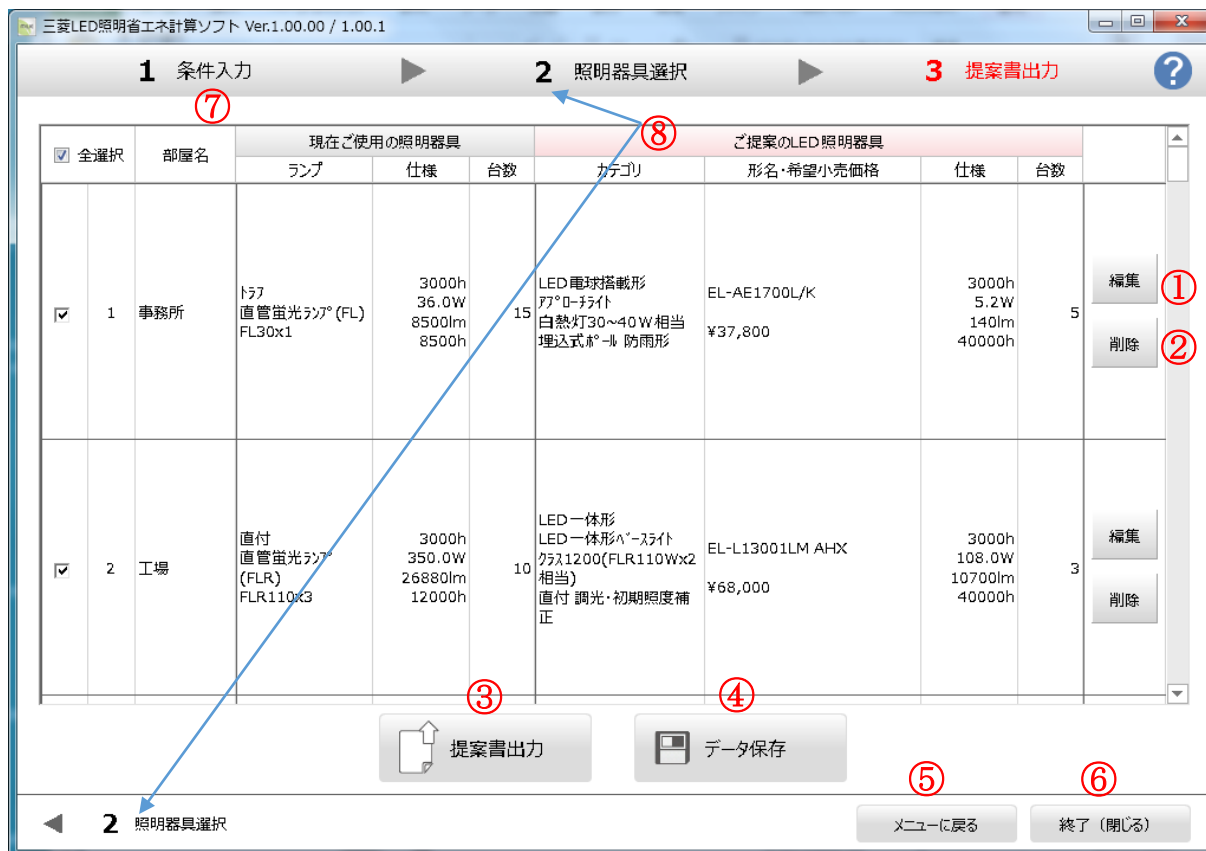 三菱LED照明省エネ計算ソフト Ver.1.00.00 / 1.00.1
1 条件入力 ▶ 2 照明器具選択 ▶ 3 提案書出力 ?
⑦
⑧
全選択 部屋名 現在ご使用の照明器具 ご提案のLED照明器具
ランプ 仕様 台数 カテゴリ 形名・希望小売価格 仕様 台数
1 事務所
ﾄﾗﾌ
直管蛍光ﾗﾝﾌﾟ(FL)
FL30x1
3000h
36.0W
8500lm
8500h
15
LED電球搭載形
ｱﾌﾟﾛｰﾁﾗｲﾄ
白熱灯30~40W相当
埋込式ﾎﾟｰﾙ 防雨形
EL-AE1700L/K
¥37,800
3000h
5.2W
140lm
40000h
5
編集 ①
削除 ②
2 工場
直付
直管蛍光ﾗﾝﾌﾟ
(FLR)
FLR110x3
3000h
350.0W
26880lm
12000h
10
LED一体形
LED一体形ﾍﾞｰｽﾗｲﾄ
ｸﾗｽ1200(FLR110Wx2
相当)
直付 調光・初期照度補
正
EL-L13001LM AHX
¥68,000
3000h
108.0W
10700lm
40000h
3
編集
削除
③ ④
提案書出力 データ保存
⑤ ⑥
◀ 2 照明器具選択 メニューに戻る 終了（閉じる）